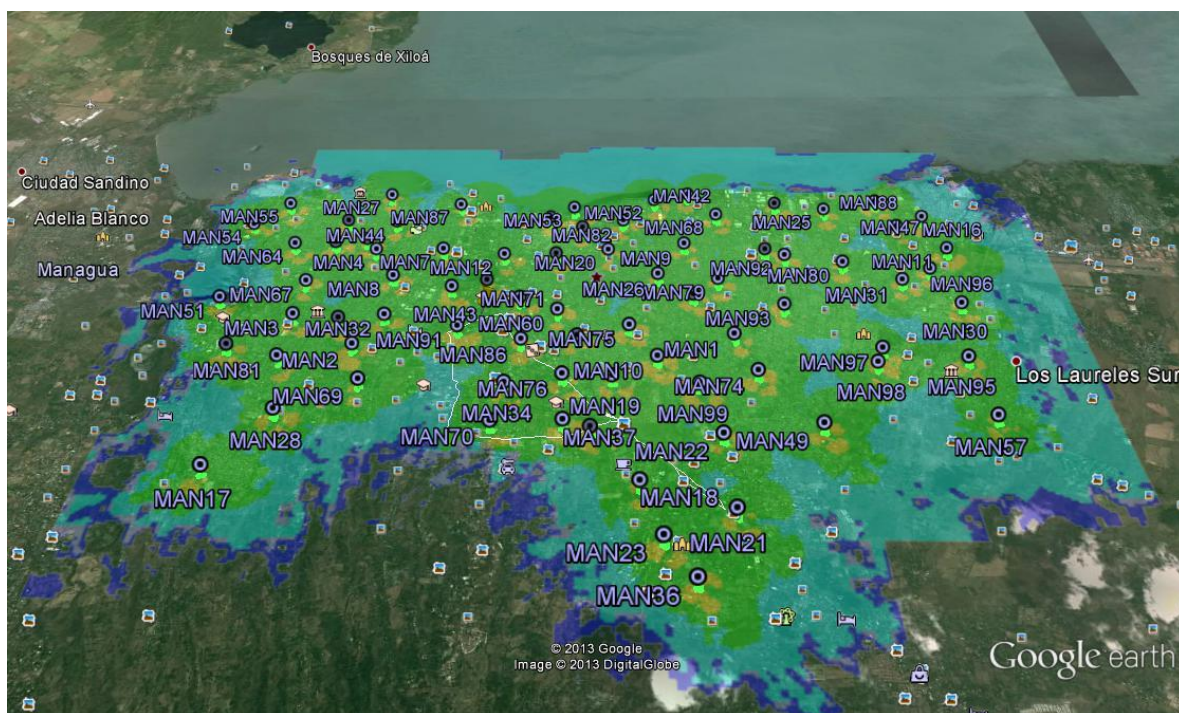 Bosques de Xiloá
Ciudad Sandino
Adelia Blanco
Managua
MAN55
MAN27
MAN87
MAN53
MAN52
MAN42
MAN25
MAN88
MAN54
MAN44
MAN82
MAN68
MAN47
MAN16
MAN64
MAN4
MAN7
MAN12
MAN20
MAN9
MAN92
MAN80
MAN11
MAN67
MAN8
MAN71
MAN26
MAN79
MAN31
MAN96
MAN51
MAN3
MAN32
MAN43
MAN60
MAN93
MAN30
MAN91
MAN75
MAN2
MAN86
MAN1
MAN97
MAN81
MAN10
MAN74
MAN98
MAN95
Los Laureles Sur
MAN69
MAN76
MAN34
MAN19
MAN99
MAN28
MAN70
MAN37
MAN49
MAN57
MAN22
MAN17
MAN18
MAN23
MAN21
MAN36
© 2013 Google
Image © 2013 DigitalGlobe
Google earth